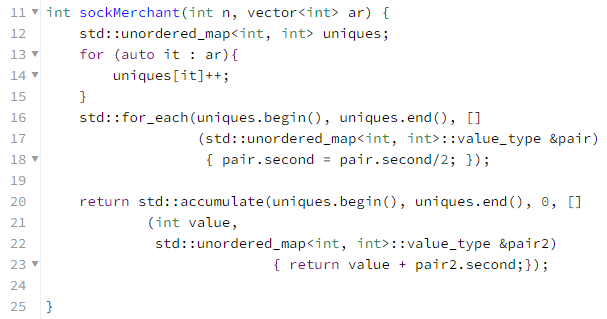 11 int sockMerchant(int n, vector<int> ar) {
12     std::unordered_map<int, int> uniques;
13     for (auto it : ar){
14         uniques[it]++;
15     }
16     std::for_each(uniques.begin(), uniques.end(), []
17                    (std::unordered_map<int, int>::value_type &pair)
18                     { pair.second = pair.second/2; });
19
20     return std::accumulate(uniques.begin(), uniques.end(), 0, []
21             (int value,
22              std::unordered_map<int, int>::value_type &pair2)
23                             { return value + pair2.second;});
24
25 }